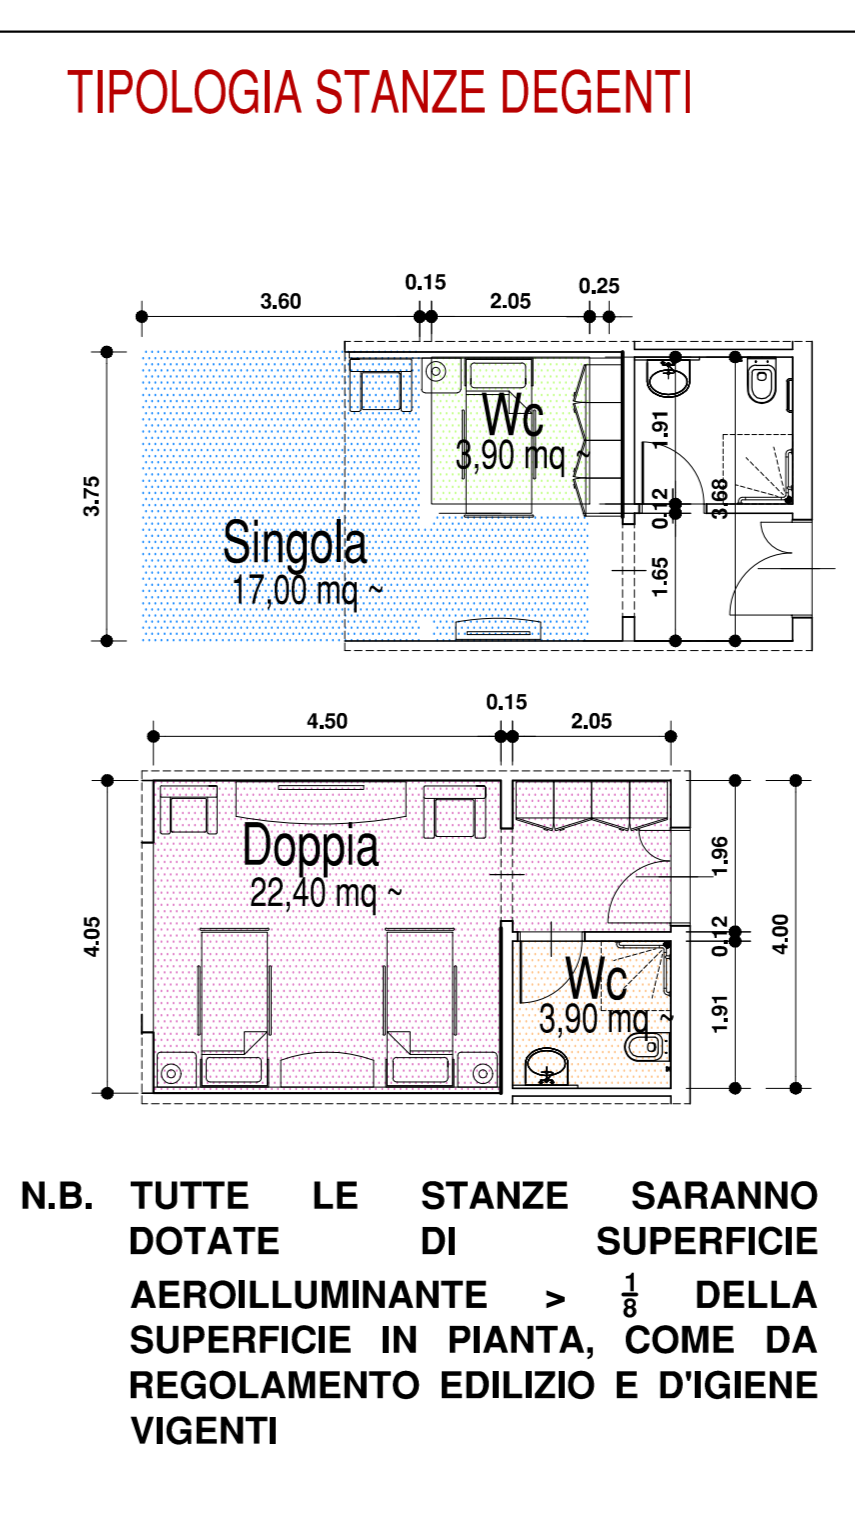 TIPOLOGIA STANZE DEGENTI
0.15
0.25
3.60
2.05
Wc
3,90 mq ~
1.91
3.75
3.68
0.12
Singola
17,00 mq ~
1.65
0.15
4.50
2.05
Doppia
22,40 mq ~
1.96
4.05
0.12
4.00
Wc
3,90 mq ~
1.91
N.B. TUTTE LE STANZE SARANNO
DOTATE DI SUPERFICIE
AEROILLUMINANTE > 1/8 DELLA
SUPERFICIE IN PIANTA, COME DA
REGOLAMENTO EDILIZIO E D'IGIENE
VIGENTI